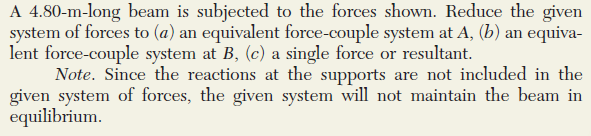 A 4.80-m-long beam is subjected to the forces shown. Reduce the given
system of forces to (a) an equivalent force-couple system at A, (b) an equiva-
lent force-couple system at B, (c) a single force or resultant.
Note. Since the reactions at the supports are not included in the
given system of forces, the given system will not maintain the beam in
equilibrium.